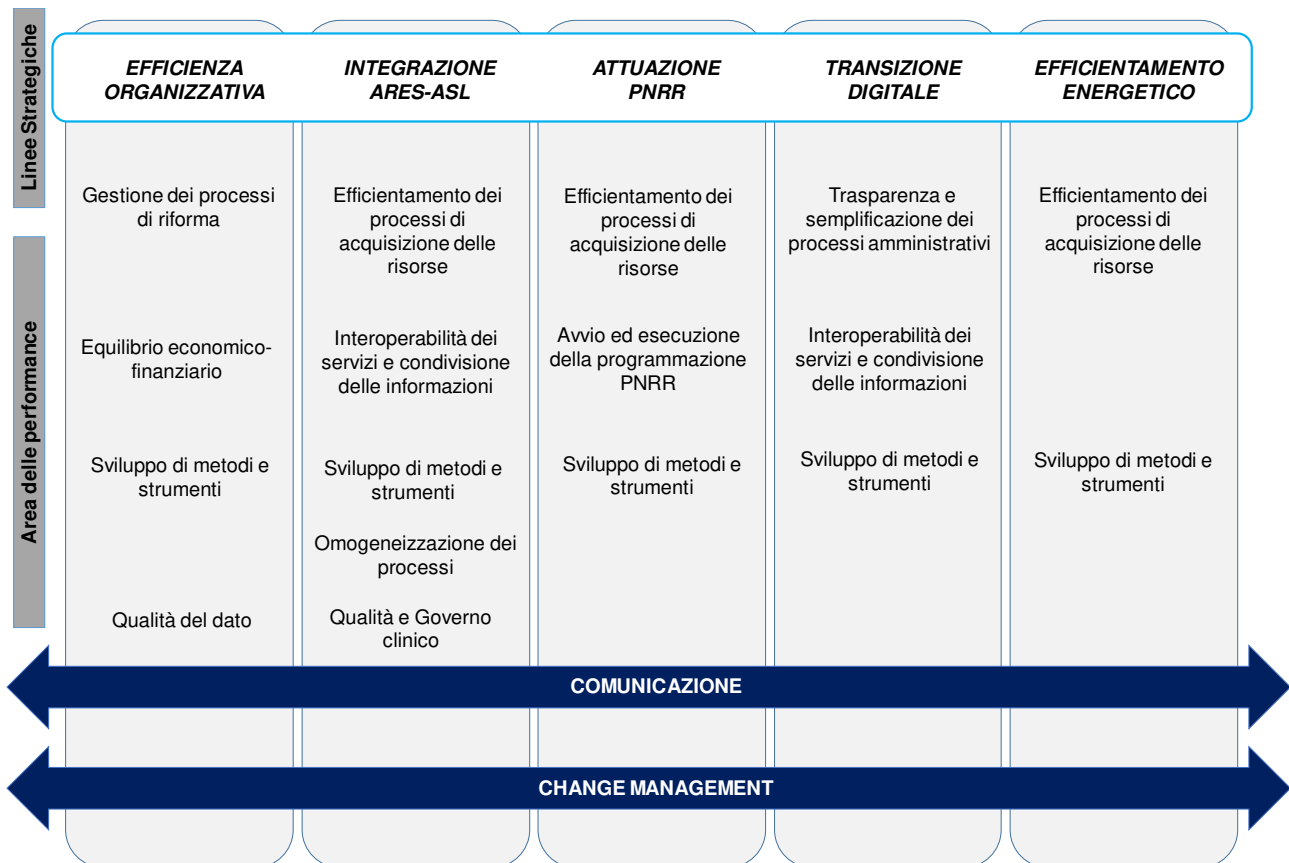 Linee Strategiche
EFFICIENZA
ORGANIZZATIVA
INTEGRAZIONE
ARES-ASL
ATTUAZIONE
PNRR
TRANSIZIONE
DIGITALE
EFFICIENTAMENTO
ENERGETICO
Area delle performance
Gestione dei processi
di riforma
Efficientamento dei
processi di
acquisizione delle
risorse
Efficientamento dei
processi di
acquisizione delle
risorse
Trasparenza e
semplificazione dei
processi amministrativi
Efficientamento dei
processi di
acquisizione delle
risorse
Equilibrio economico-
finanziario
Interoperabilità dei
servizi e condivisione
delle informazioni
Avvio ed esecuzione
della programmazione
PNRR
Interoperabilità dei
servizi e condivisione
delle informazioni
Sviluppo di metodi e
strumenti
Sviluppo di metodi e
strumenti
Sviluppo di metodi e
strumenti
Sviluppo di metodi e
strumenti
Sviluppo di metodi e
strumenti
Omogeneizzazione dei
processi
Qualità del dato
Qualità e Governo
clinico
COMUNICAZIONE
CHANGE MANAGEMENT